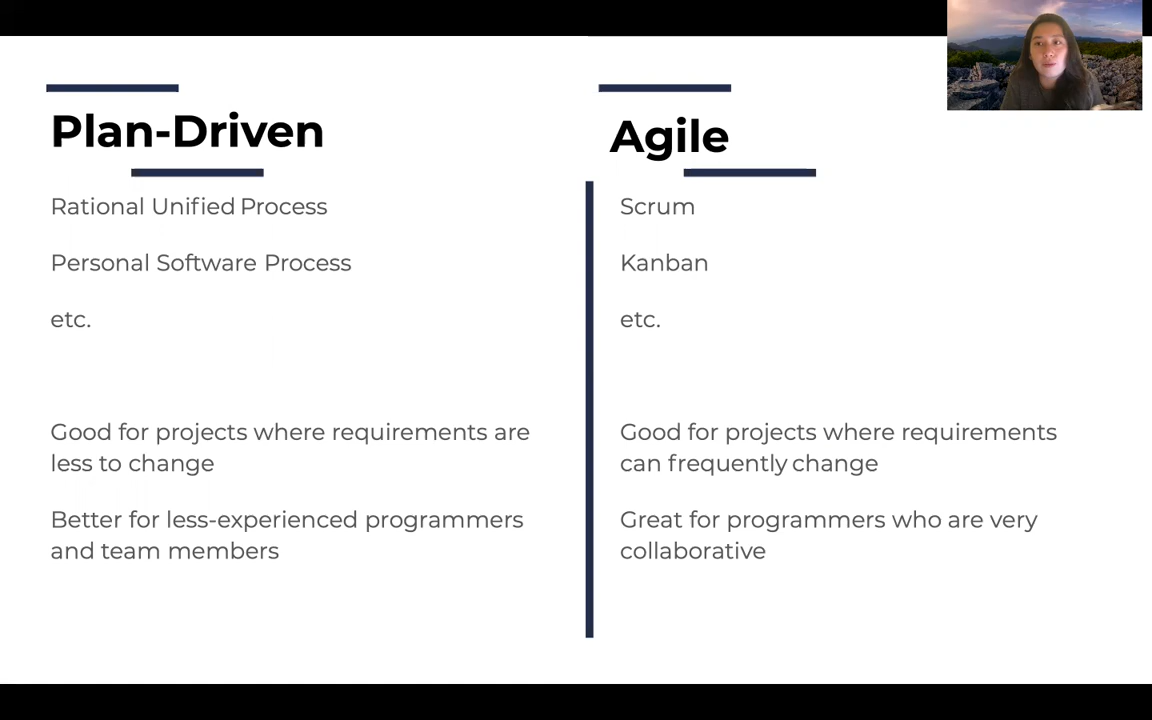 Plan-Driven
Rational Unified Process
Personal Software Process
etc.
Good for projects where requirements are
less to change
Better for less-experienced programmers
and team members
Agile
Scrum
Kanban
etc.
Good for projects where requirements
can frequently change
Great for programmers who are very
collaborative